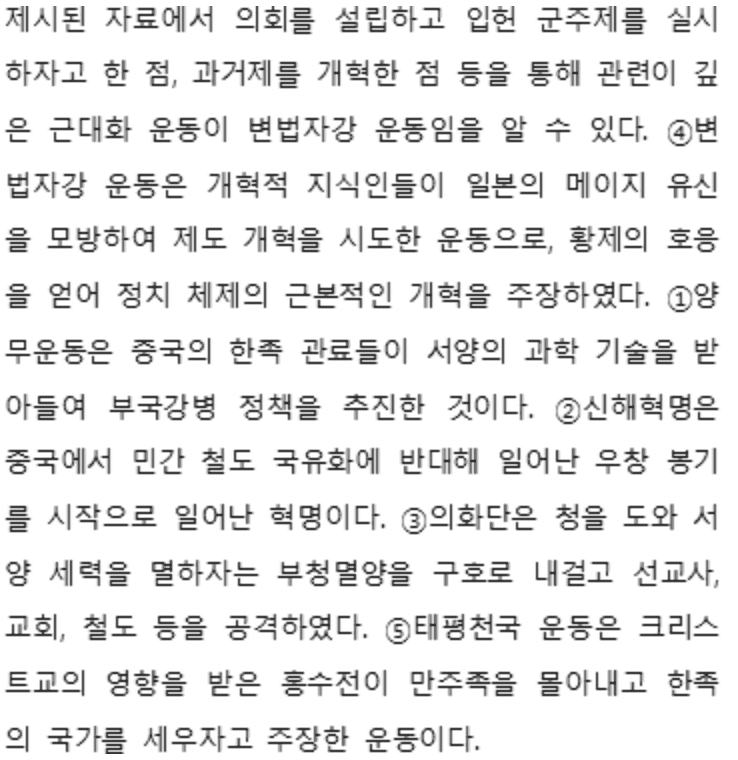 제시된 자료에서 의회를 설립하고 입헌 군주제를 실시
하자고 한 점, 과거제를 개혁한 점 등을 통해 관련이 깊
은 근대화 운동이 변법자강 운동임을 알 수 있다. ④변
법자강 운동은 개혁적 지식인들이 일본의 메이지 유신
을 모방하여 제도 개혁을 시도한 운동으로, 황제의 호응
을 얻어 정치 체제의 근본적인 개혁을 주장하였다. ①양
무운동은 중국의 한족 관료들이 서양의 과학 기술을 받
아들여 부국강병 정책을 추진한 것이다. ②신해혁명은
중국에서 민간 철도 국유화에 반대해 일어난 우창 봉기
를 시작으로 일어난 혁명이다. ③의화단은 청을 도와 서
양 세력을 멸하자는 부청멸양을 구호로 내걸고 선교사,
교회, 철도 등을 공격하였다. ⑤태평천국 운동은 크리스
트교의 영향을 받은 홍수전이 만주족을 몰아내고 한족
의 국가를 세우자고 주장한 운동이다.